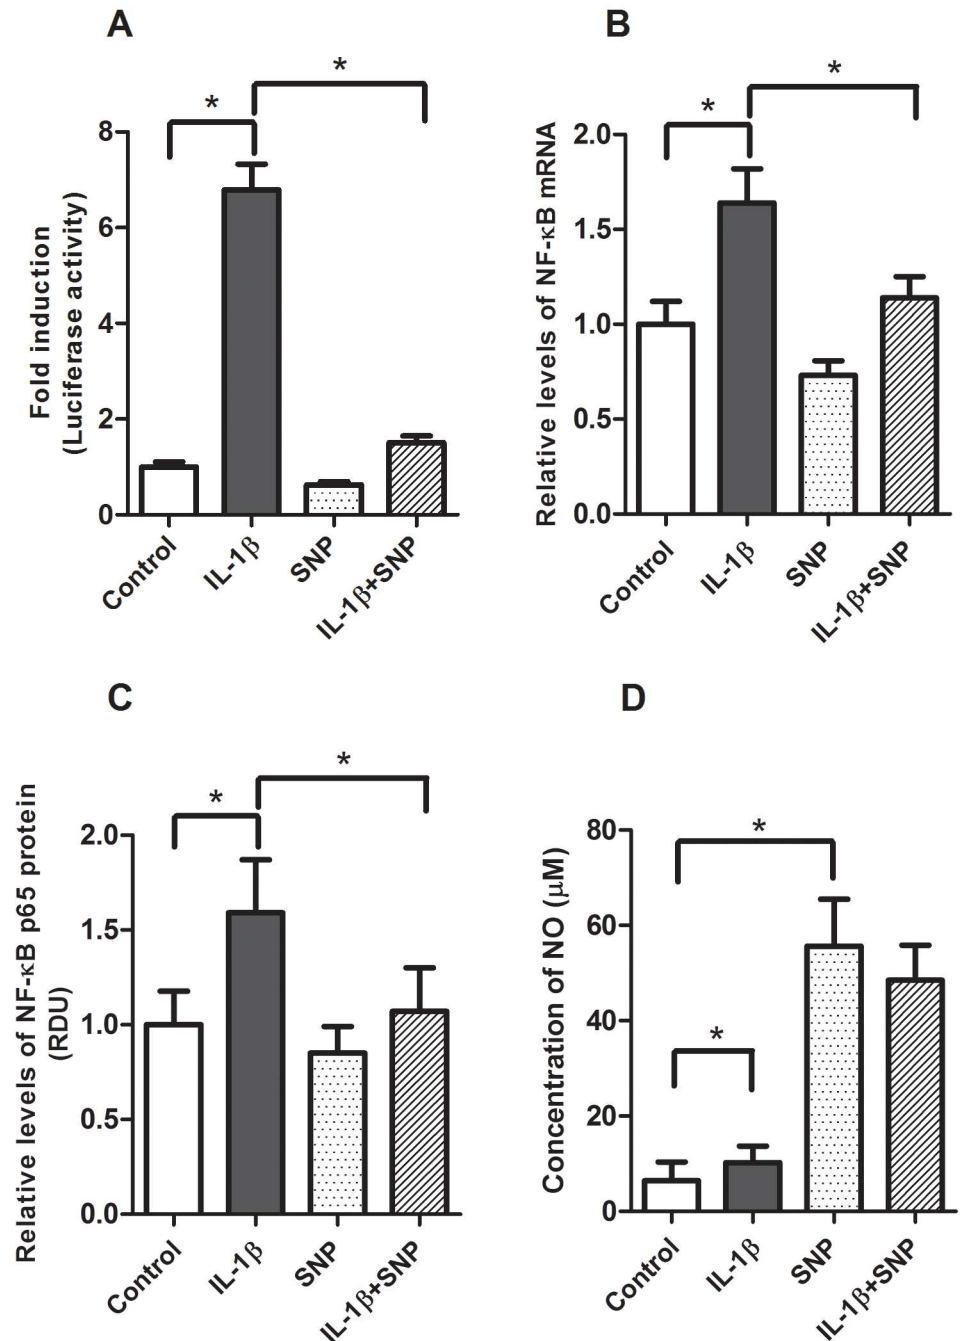 A
*
*
8
6
4
2
0
Fold induction
(Luciferase activity)
Control
IL-1β
SNP
IL-1β+SNP
B
*
*
2.0
1.5
1.0
0.5
0.0
Relative levels of NF-κB mRNA
Control
IL-1β
SNP
IL-1β+SNP
C
*
*
2.0
1.5
1.0
0.5
0.0
Relative levels of NF-κB p65 protein
(RDU)
Control
IL-1β
SNP
IL-1β+SNP
D
*
*
80
60
40
20
0
Concentration of NO (μM)
Control
IL-1β
SNP
IL-1β+SNP